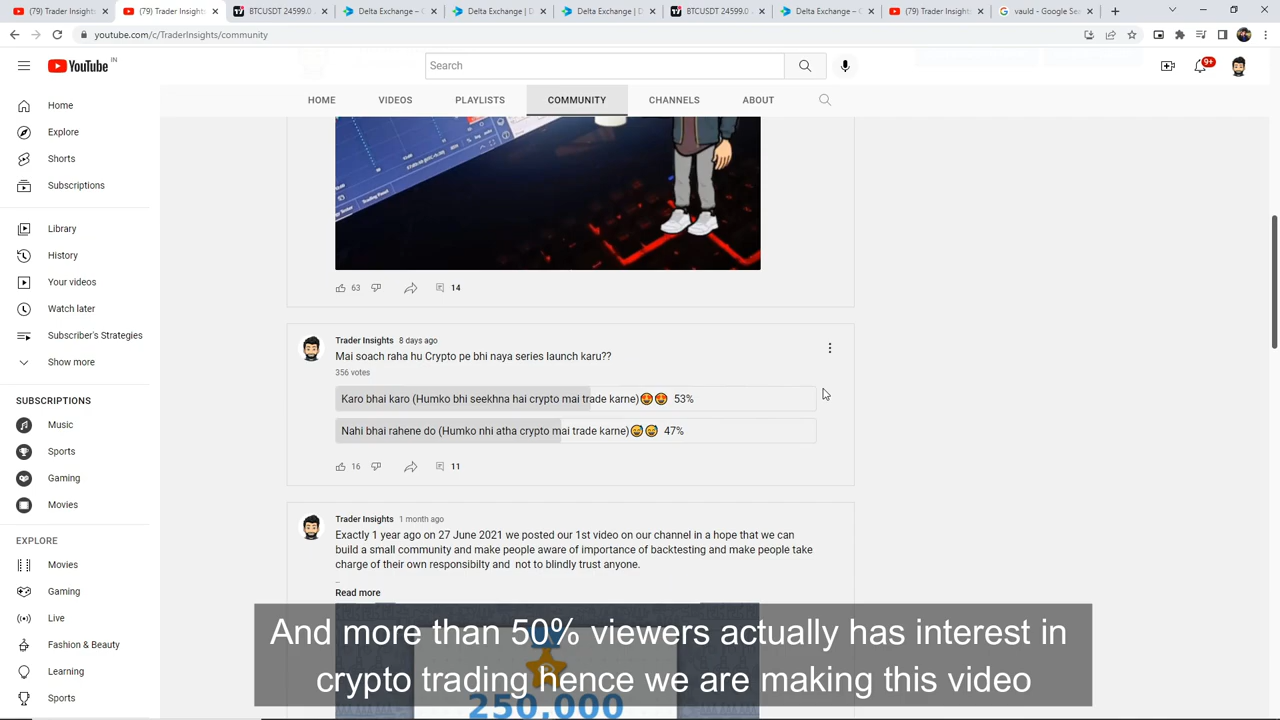 (79) Trader Insights
(79) Trader Insights
BTCUSDT 24599.0
Delta Exchange –
Delta Exchange | D
Delta Exchange | D
BTCUSDT 24599.0
Delta Exchange –
(79) Trader Insights
vauld - Google Sea
youtube.com/c/TraderInsights/community
YouTube IN
Search
9+
HOME VIDEOS PLAYLISTS COMMUNITY CHANNELS ABOUT
Home
Explore
Shorts
Subscriptions
Library
History
Your videos
Watch later
Subscriber's Strategies
Show more
SUBSCRIPTIONS
Music
Sports
Gaming
Movies
EXPLORE
Movies
Gaming
Live
Fashion & Beauty
Learning
Sports
63 14
Trader Insights 8 days ago
Mai soach raha hu Crypto pe bhi naya series launch karu??
356 votes
Karo bhai karo (Humko bhi seekhna hai crypto mai trade karne)🤩🤩 53%
Nahi bhai rahene do (Humko nhi atha crypto mai trade karne)😅😅 47%
16 11
Trader Insights 1 month ago
Exactly 1 year ago on 27 June 2021 we posted our 1st video on our channel in a hope that we can
build a small community and make people aware of importance of backtesting and make people take
charge of their own responsibilty and not to blindly trust anyone.
..
Read more
And more than 50% viewers actually has interest in
crypto trading hence we are making this video
250,000